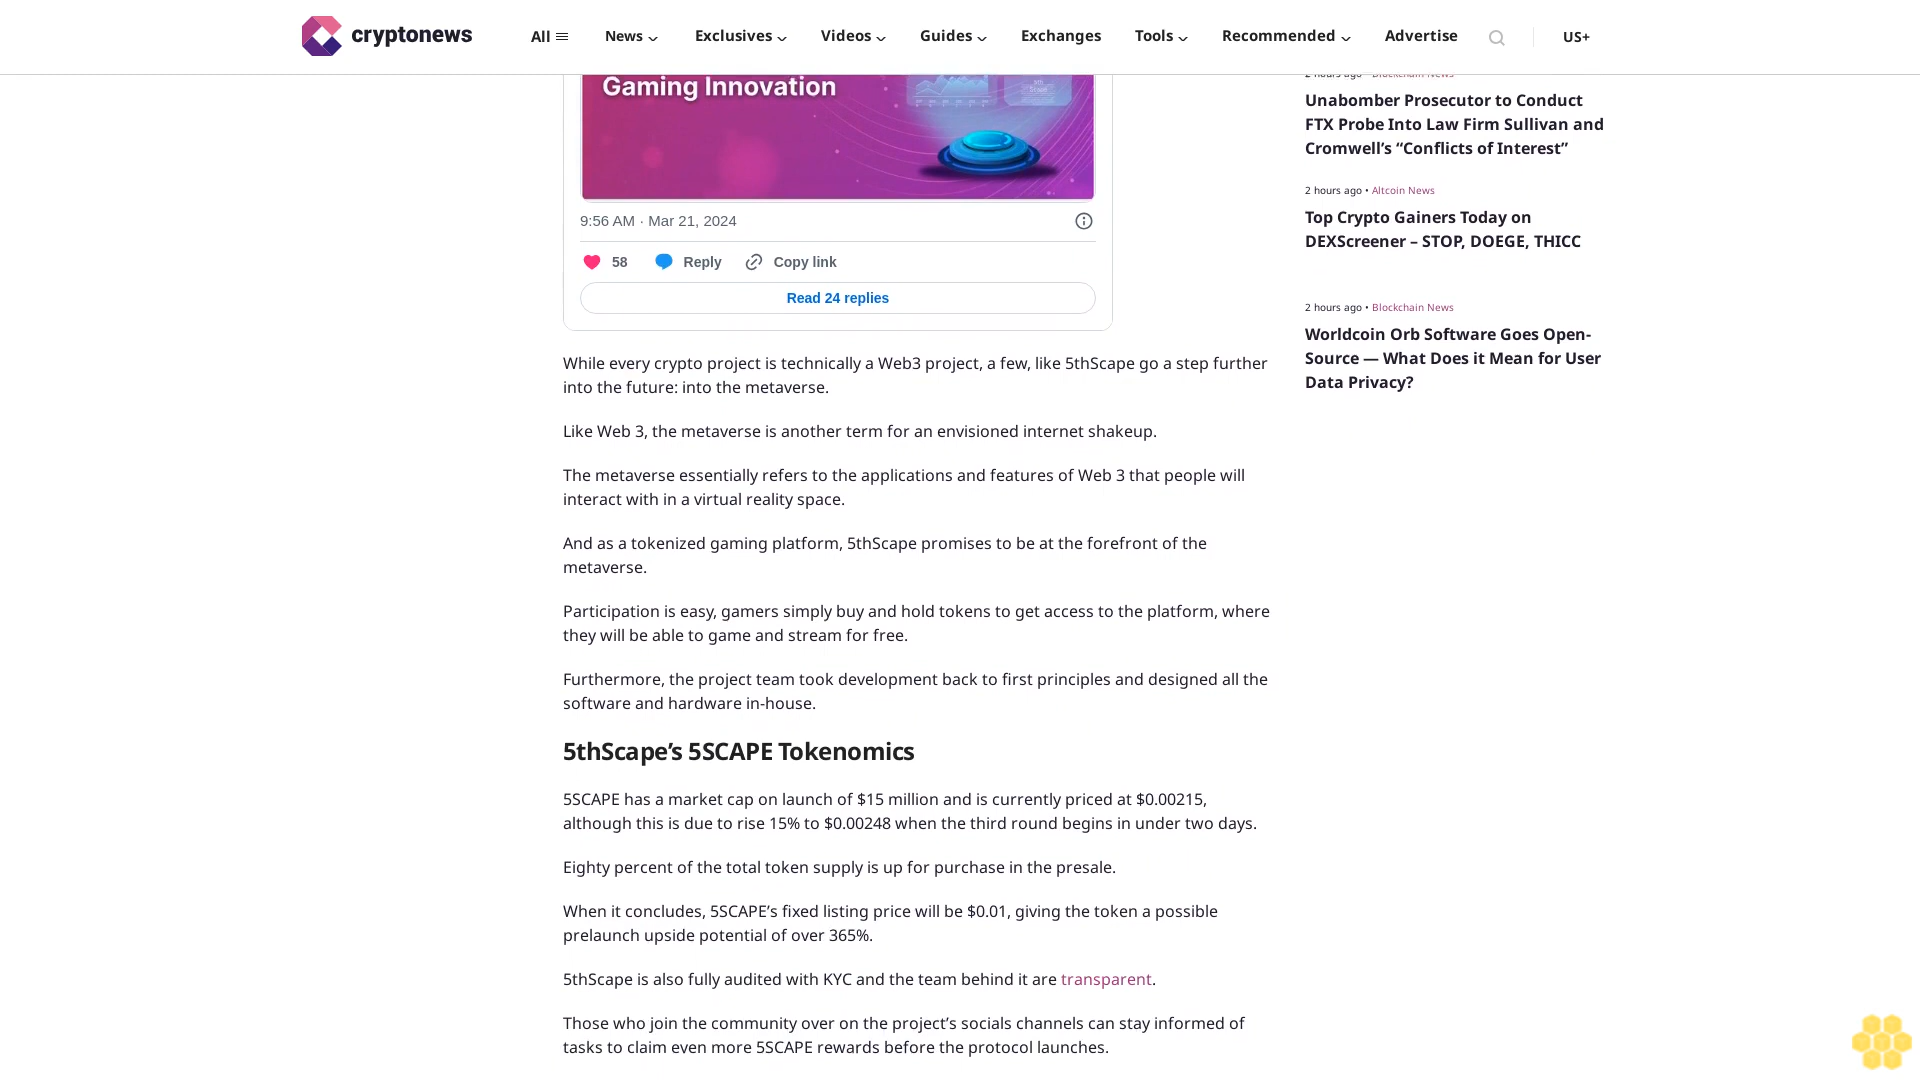 cryptonews
All
News
Exclusives
Videos
Guides
Exchanges
Tools
Recommended
Advertise
US+
Gaming Innovation
9:56 AM · Mar 21, 2024
58
Reply
Copy link
Read 24 replies
While every crypto project is technically a Web3 project, a few, like 5thScape go a step further
into the future: into the metaverse.
Like Web 3, the metaverse is another term for an envisioned internet shakeup.
The metaverse essentially refers to the applications and features of Web 3 that people will
interact with in a virtual reality space.
And as a tokenized gaming platform, 5thScape promises to be at the forefront of the
metaverse.
Participation is easy, gamers simply buy and hold tokens to get access to the platform, where
they will be able to game and stream for free.
Furthermore, the project team took development back to first principles and designed all the
software and hardware in-house.
5thScape’s 5SCAPE Tokenomics
5SCAPE has a market cap on launch of $15 million and is currently priced at $0.00215,
although this is due to rise 15% to $0.00248 when the third round begins in under two days.
Eighty percent of the total token supply is up for purchase in the presale.
When it concludes, 5SCAPE’s fixed listing price will be $0.01, giving the token a possible
prelaunch upside potential of over 365%.
5thScape is also fully audited with KYC and the team behind it are transparent.
Those who join the community over on the project’s socials channels can stay informed of
tasks to claim even more 5SCAPE rewards before the protocol launches.
2 hours ago • Blockchain News
Unabomber Prosecutor to Conduct
FTX Probe Into Law Firm Sullivan and
Cromwell’s “Conflicts of Interest”
2 hours ago • Altcoin News
Top Crypto Gainers Today on
DEXScreener – STOP, DOEGE, THICC
2 hours ago • Blockchain News
Worldcoin Orb Software Goes Open-
Source — What Does it Mean for User
Data Privacy?